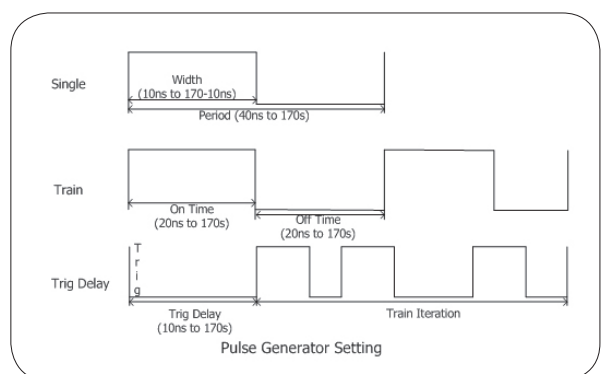 Single
Width
(10ns to 170-10ns)
Period (40ns to 170s)
Train
On Time
(20ns to 170s)
Off Time
(20ns to 170s)
Trig
Trig Delay
Trig Delay
(10ns to 170s)
Train Iteration
Pulse Generator Setting